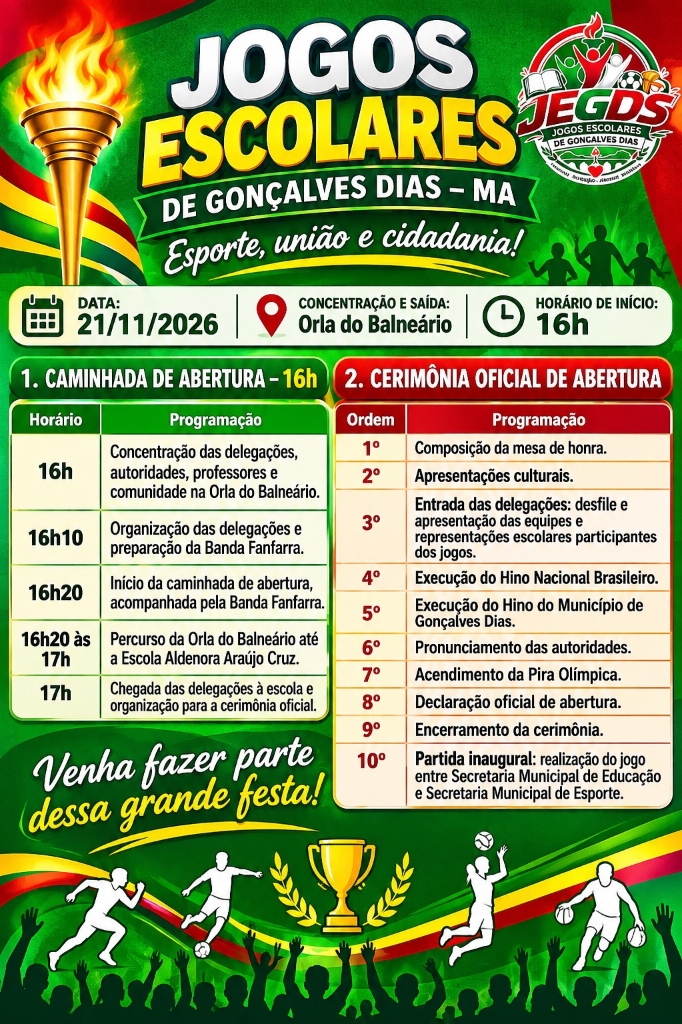 JOGOS
ESCOLARES
DE GONÇALVES DIAS – MA
Esporte, união e cidadania!
JEGDS
JOGOS ESCOLARES
DE GONÇALVES DIAS
DATA:
21/11/2026
CONCENTRAÇÃO E SAÍDA:
Orla do Balneário
HORÁRIO DE INÍCIO:
16h
1. CAMINHADA DE ABERTURA – 16h
Horário Programação
16h
Concentração das delegações,
autoridades, professores e
comunidade na Orla do Balneário.
16h10
Organização das delegações e
preparação da Banda Fanfarra.
16h20
Início da caminhada de abertura,
acompanhada pela Banda Fanfarra.
16h20 às
17h
Percurso da Orla do Balneário até
a Escola Aldenora Araújo Cruz.
17h
Chegada das delegações à escola e
organização para a cerimônia oficial.
2. CERIMÔNIA OFICIAL DE ABERTURA
Ordem Programação
1º Composição da mesa de honra.
2º Apresentações culturais.
3º
Entrada das delegações: desfile e
apresentação das equipes e
representações escolares participantes
dos jogos.
4º Execução do Hino Nacional Brasileiro.
5º
Execução do Hino do Município de
Gonçalves Dias.
6º Pronunciamento das autoridades.
7º Acendimento da Pira Olímpica.
8º Declaração oficial de abertura.
9º Encerramento da cerimônia.
10º
Partida inaugural: realização do jogo
entre Secretaria Municipal de Educação
e Secretaria Municipal de Esporte.
Venha fazer parte
dessa grande festa!